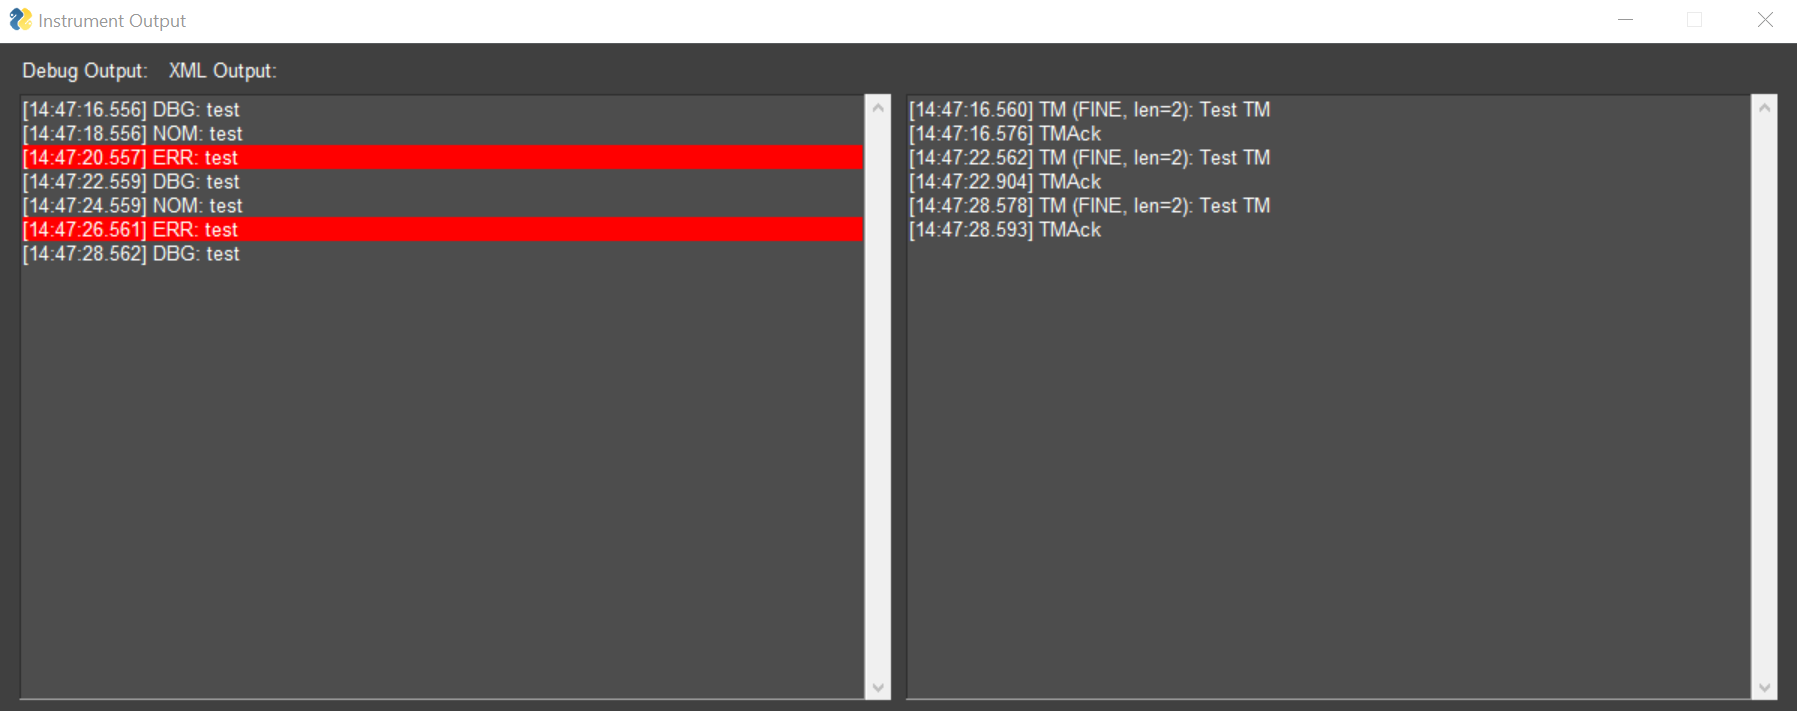 Instrument Output
Debug Output: XML Output:
[14:47:16.556] DBG: test
[14:47:18.556] NOM: test
[14:47:20.557] ERR: test
[14:47:22.559] DBG: test
[14:47:24.559] NOM: test
[14:47:26.561] ERR: test
[14:47:28.562] DBG: test
[14:47:16.560] TM (FINE, len=2): Test TM
[14:47:16.576] TMAck
[14:47:22.562] TM (FINE, len=2): Test TM
[14:47:22.904] TMAck
[14:47:28.578] TM (FINE, len=2): Test TM
[14:47:28.593] TMAck